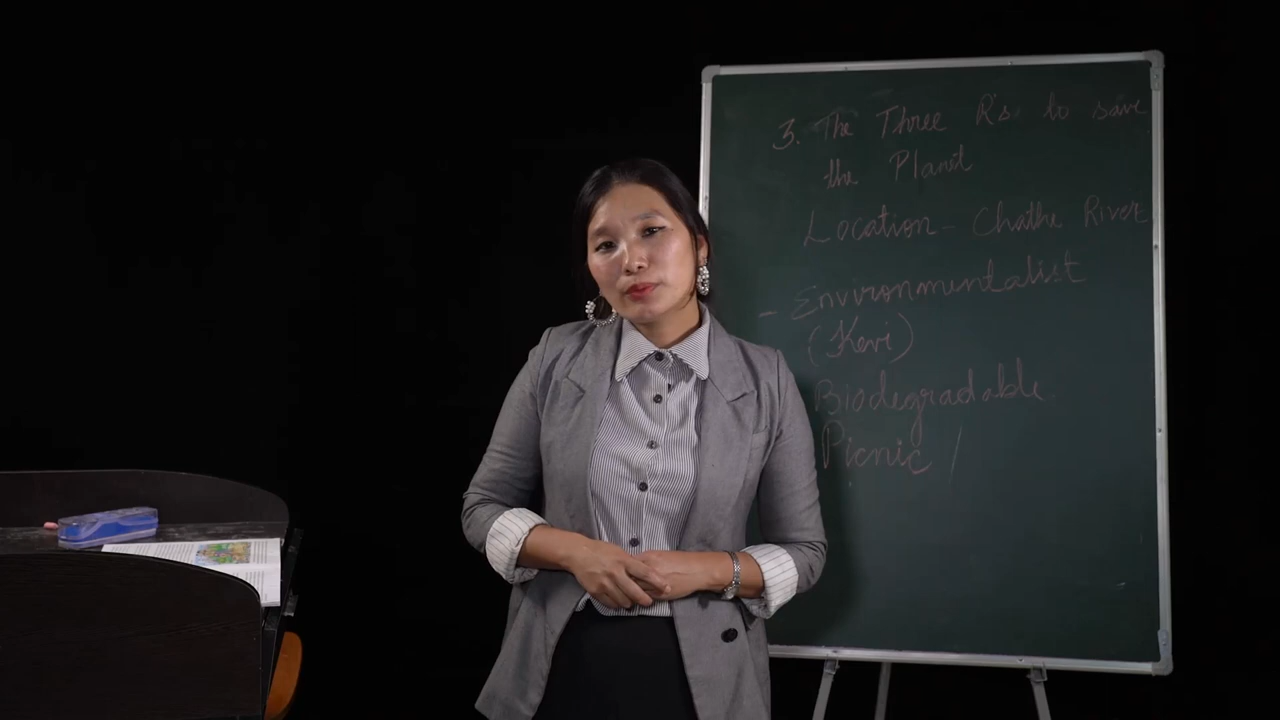 3. The Three R's to save
the Planet
Location - Chathe River
- Environmentalist
(Kevi)
Biodegradable
Picnic /